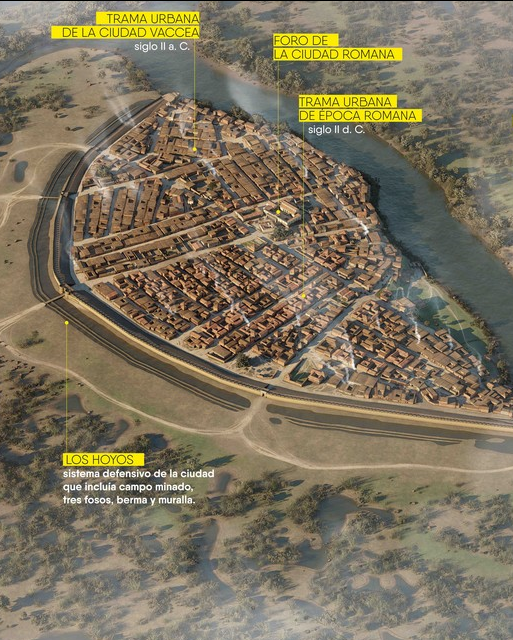 TRAMA URBANA
DE LA CIUDAD VACCEA
siglo II a. C.
FORO DE
LA CIUDAD ROMANA
TRAMA URBANA
DE ÉPOCA ROMANA
siglo II d. C.
LOS HOYOS
sistema defensivo de la ciudad
que incluía campo minado,
tres fosos, berma y muralla.